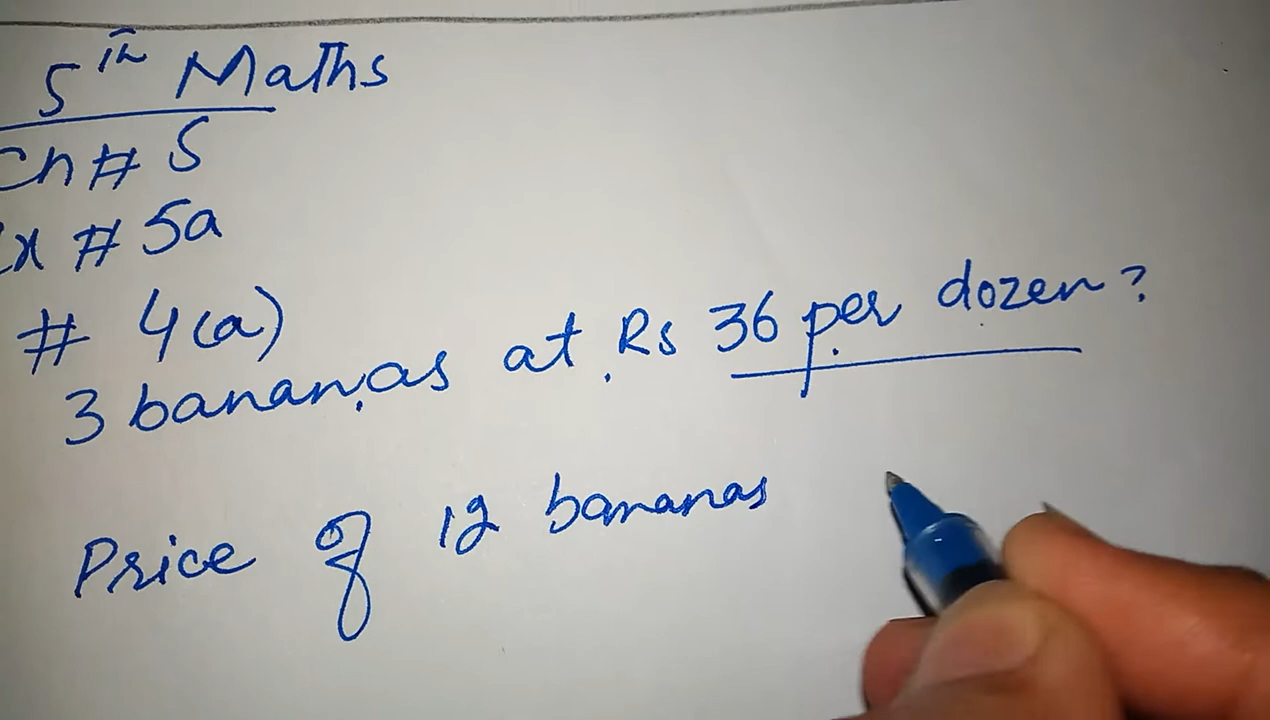 5th Maths
Ch # 5
Ex # 5a
# 4(a)
3 bananas at Rs 36 per dozen?
Price of 12 bananas